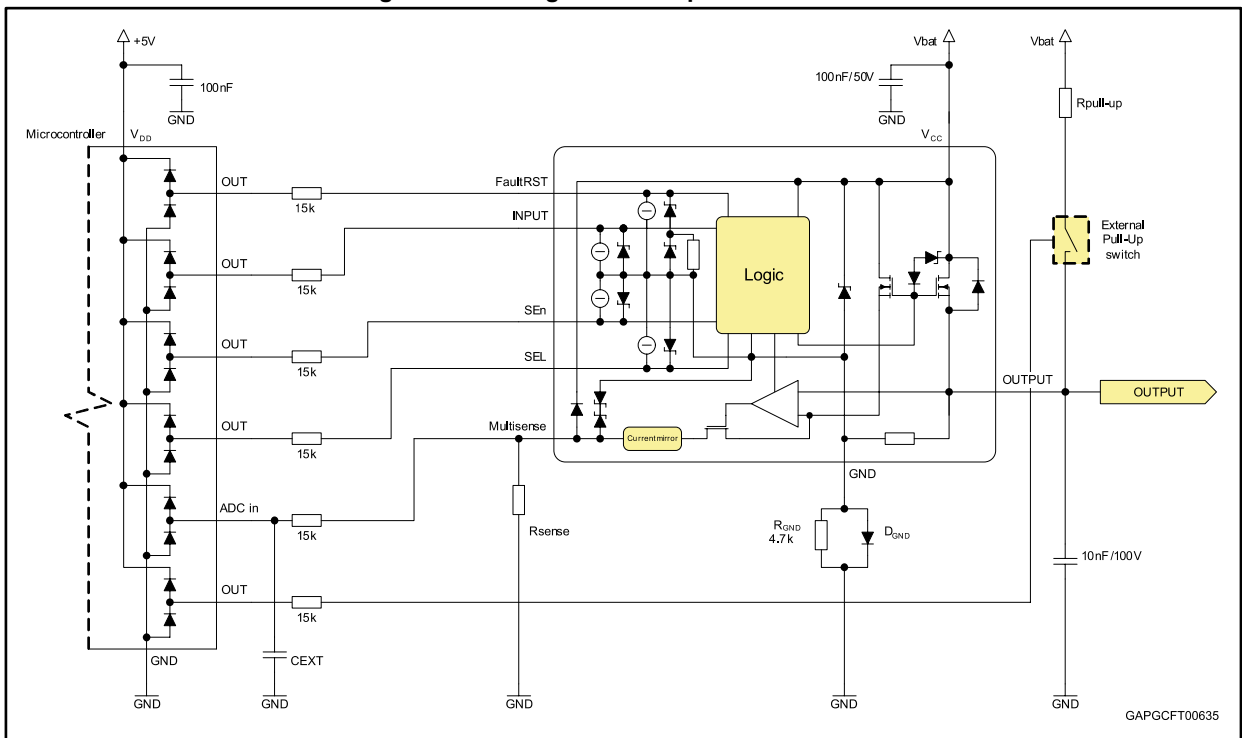 +5V
Vbat
Vbat
100nF
100nF/50V
GND
GND
Rpull-up
Microcontroller
VDD
VCC
OUT
15k
FaultRST
INPUT
OUT
15k
External
Pull-Up
switch
Logic
SEn
OUT
15k
SEL
OUTPUT
OUTPUT
OUT
15k
Multisense
Currentmirror
GND
ADC in
15k
Rsense
RGND
4.7k
DGND
10nF/100V
OUT
15k
GND
CEXT
GND
GND
GND
GND
GND
GAPGCFT00635